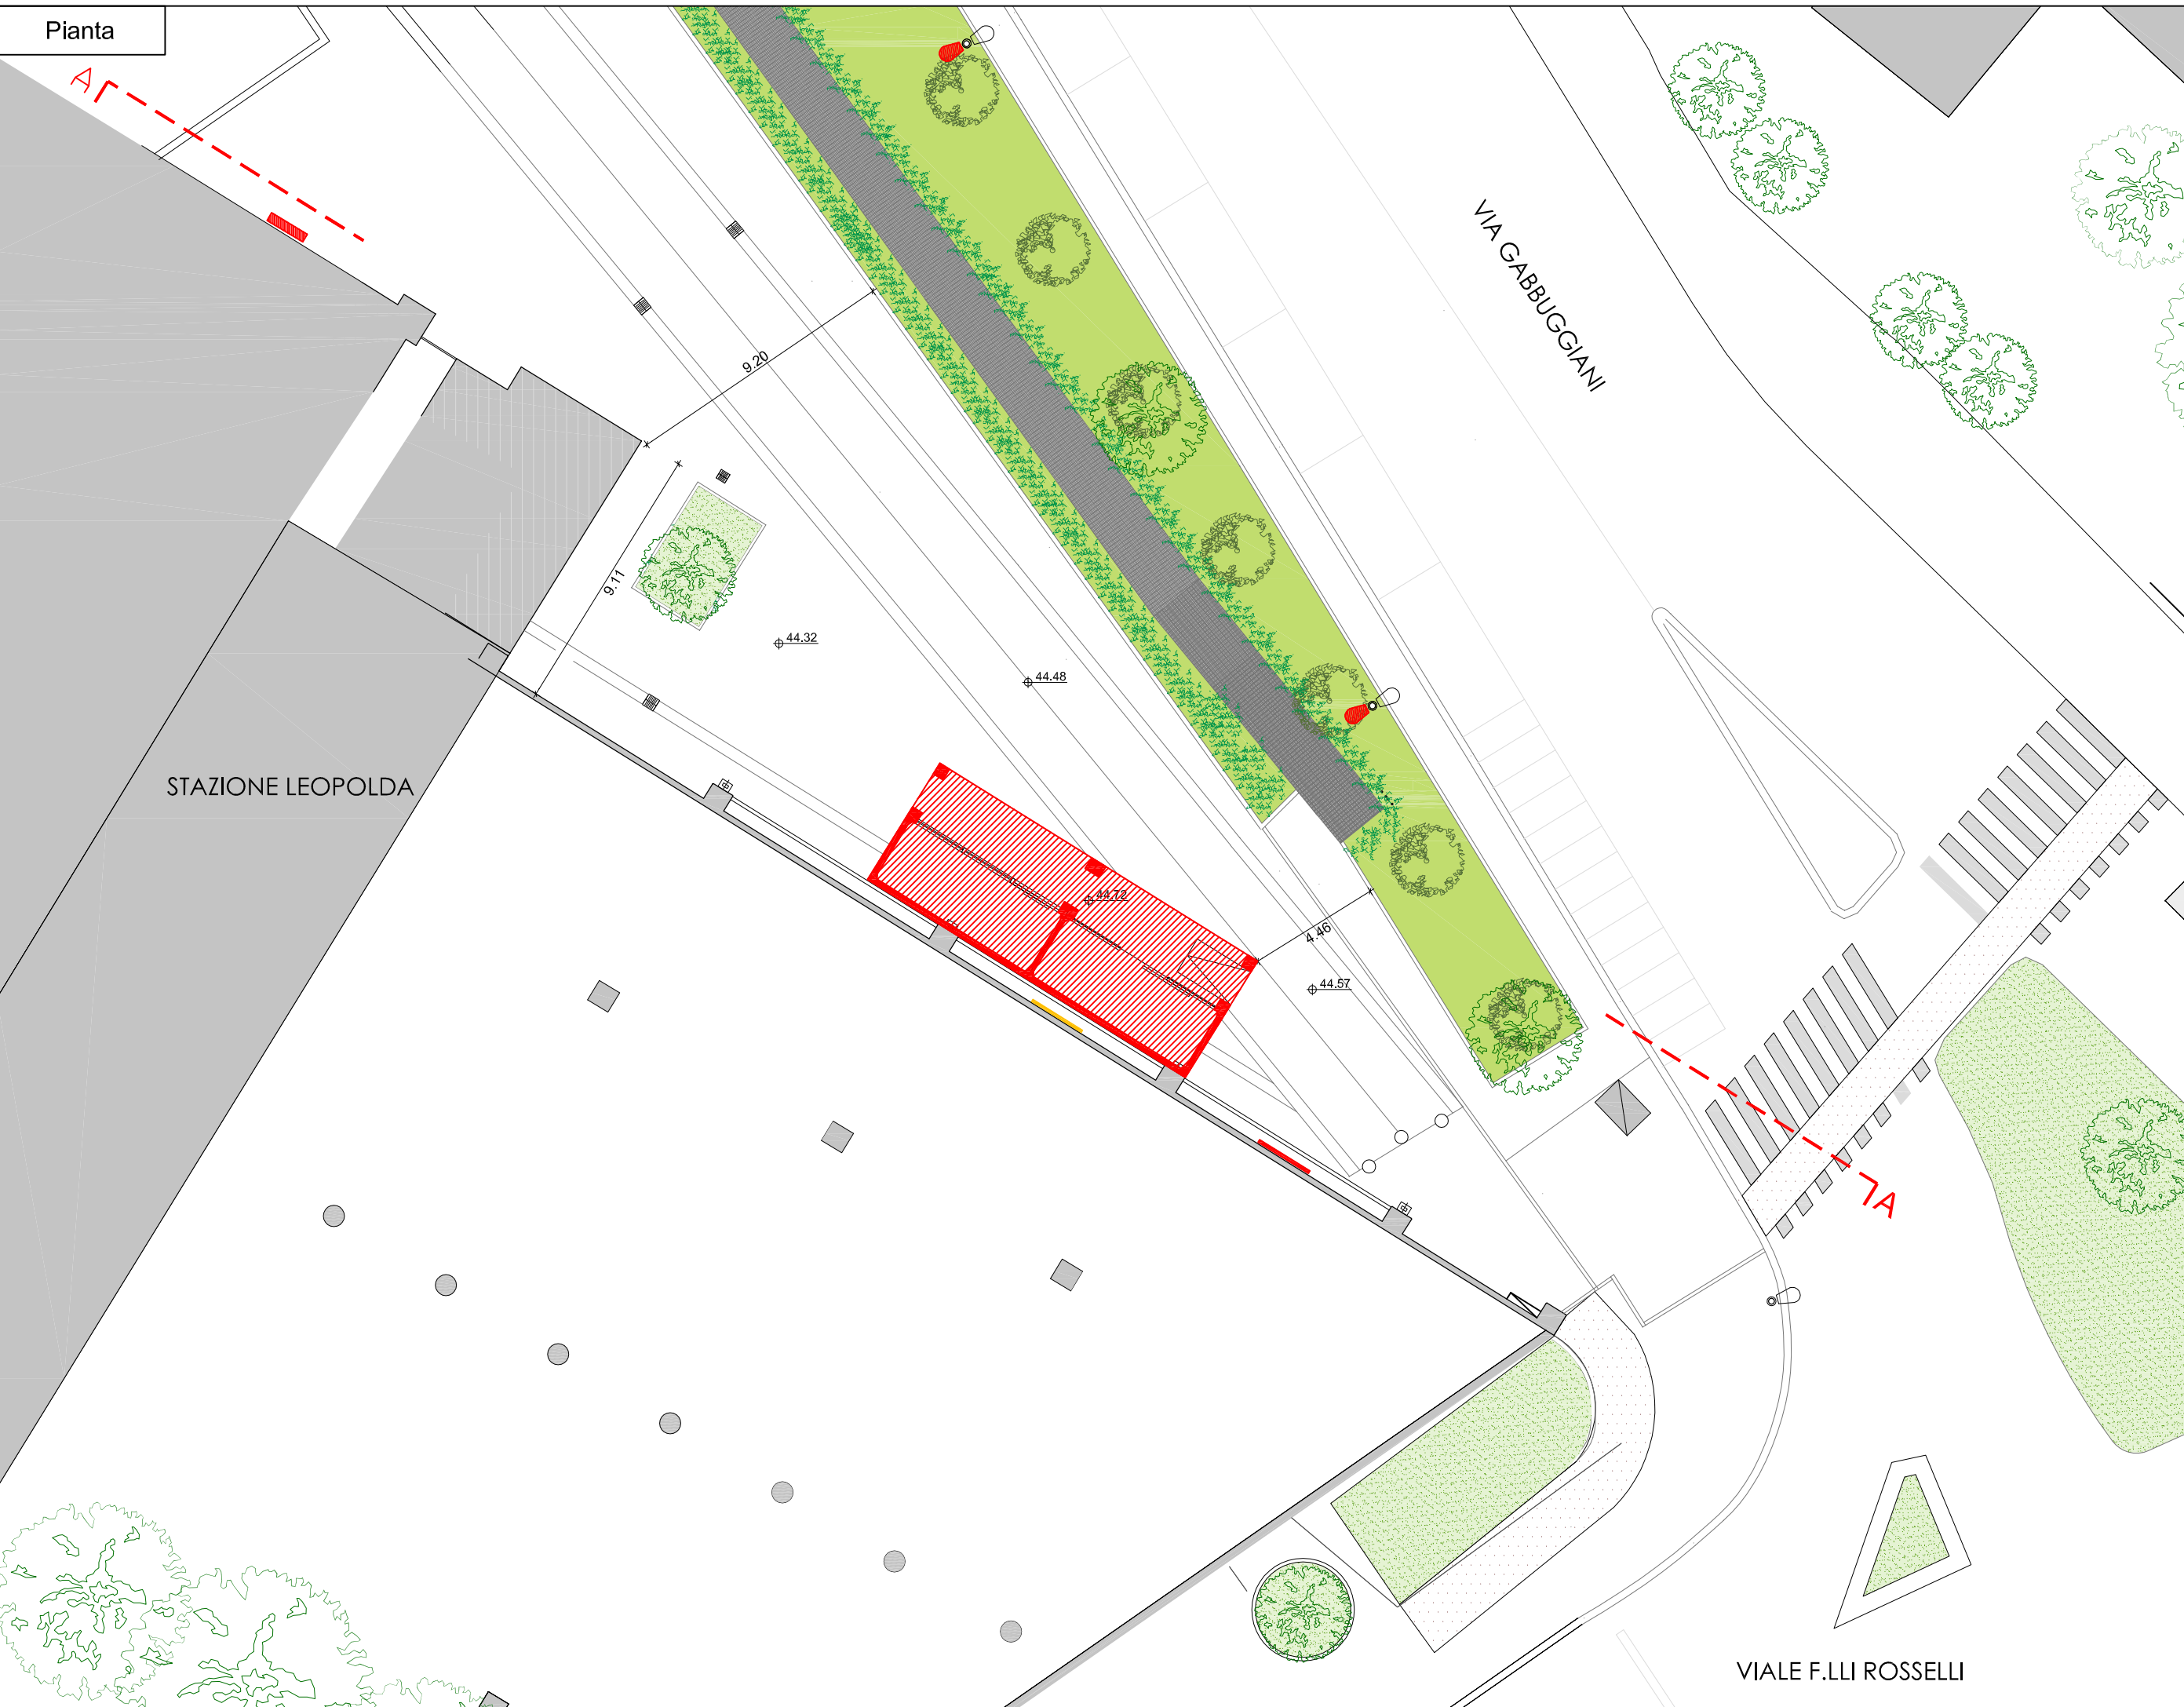 Pianta
A
VIA GABBUGGIANI
9.20
9.11
44.32
44.48
STAZIONE LEOPOLDA
44.72
4.46
44.57
A
VIALE F.LLI ROSSELLI